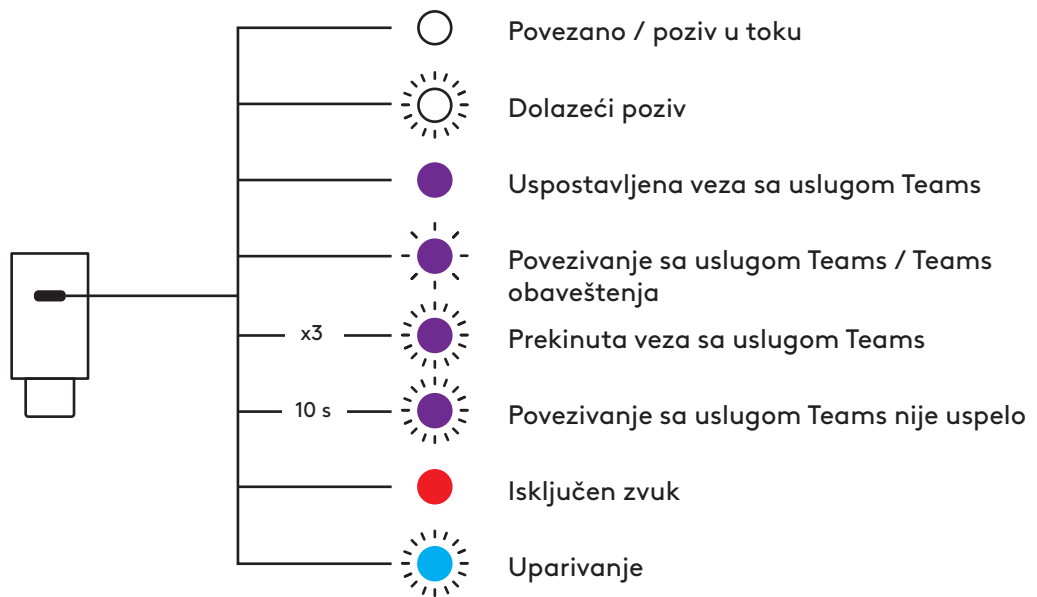 Povezano / poziv u toku
Dolazeći poziv
Uspostavljena veza sa uslugom Teams
Povezivanje sa uslugom Teams / Teams
obaveštenja
x3
Prekinuta veza sa uslugom Teams
10 s
Povezivanje sa uslugom Teams nije uspelo
Isključen zvuk
Uparivanje